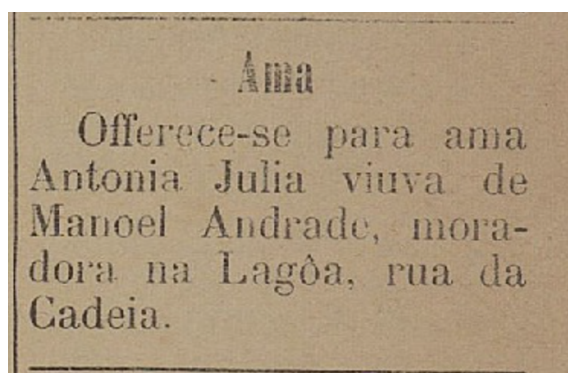 Ama
Offerece-se para ama
Antonia Julia viuva de
Manoel Andrade, mora-
dora na Lagôa, rua da
Cadeia.